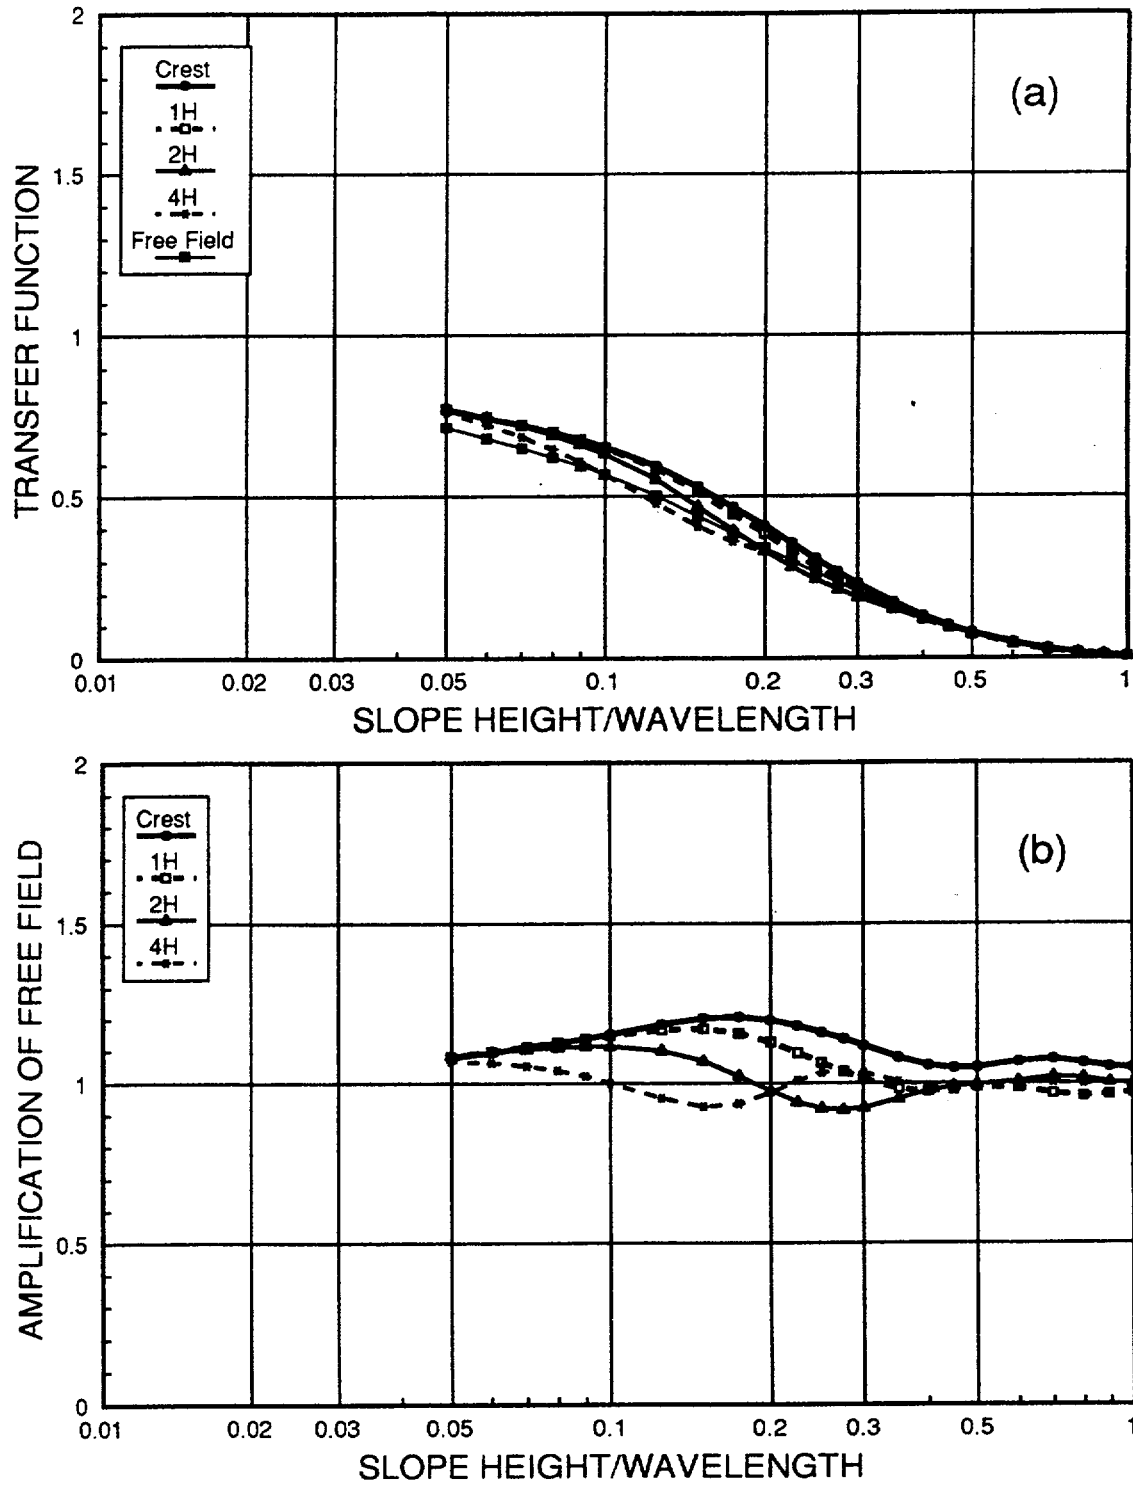 2
(a)
Crest
1H
2H
4H
Free Field
1.5
1
0.5
0
TRANSFER FUNCTION
0.01 0.02 0.03 0.05 0.1 0.2 0.3 0.5 1
SLOPE HEIGHT/WAVELENGTH
2
(b)
Crest
1H
2H
4H
1.5
1
0.5
0
AMPLIFICATION OF FREE FIELD
0.01 0.02 0.03 0.05 0.1 0.2 0.3 0.5 1
SLOPE HEIGHT/WAVELENGTH